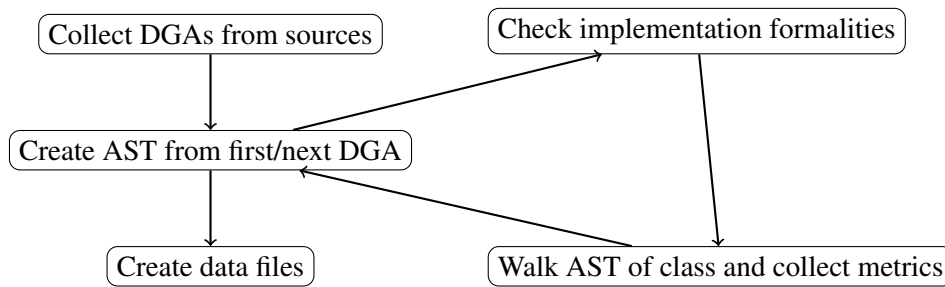 Collect DGAs from sources
Check implementation formalities
Create AST from first/next DGA
Create data files
Walk AST of class and collect metrics